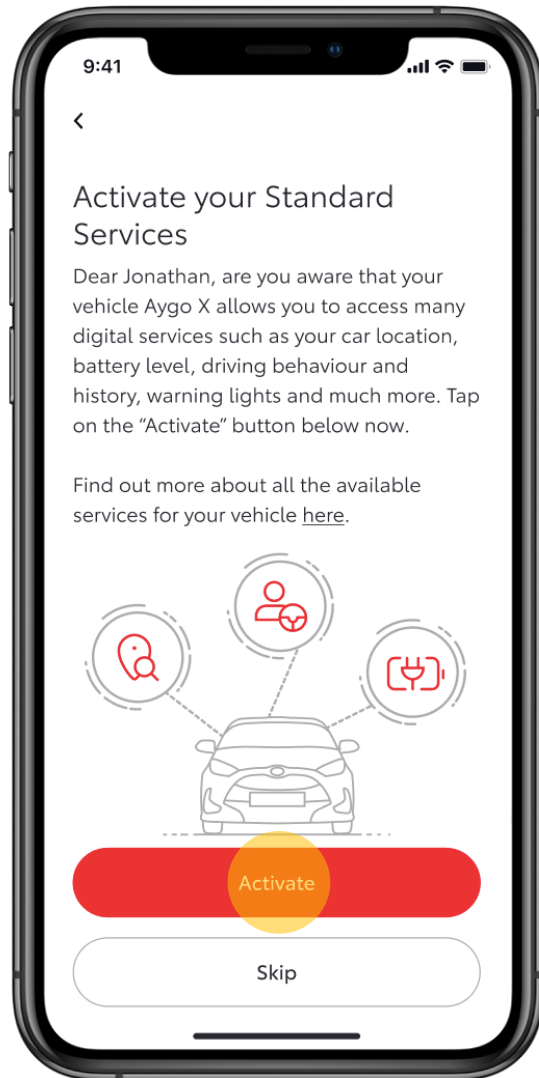 9:41
Activate your Standard
Services
Dear Jonathan, are you aware that your
vehicle Aygo X allows you to access many
digital services such as your car location,
battery level, driving behaviour and
history, warning lights and much more. Tap
on the “Activate” button below now.
Find out more about all the available
services for your vehicle here.
Activate
Skip